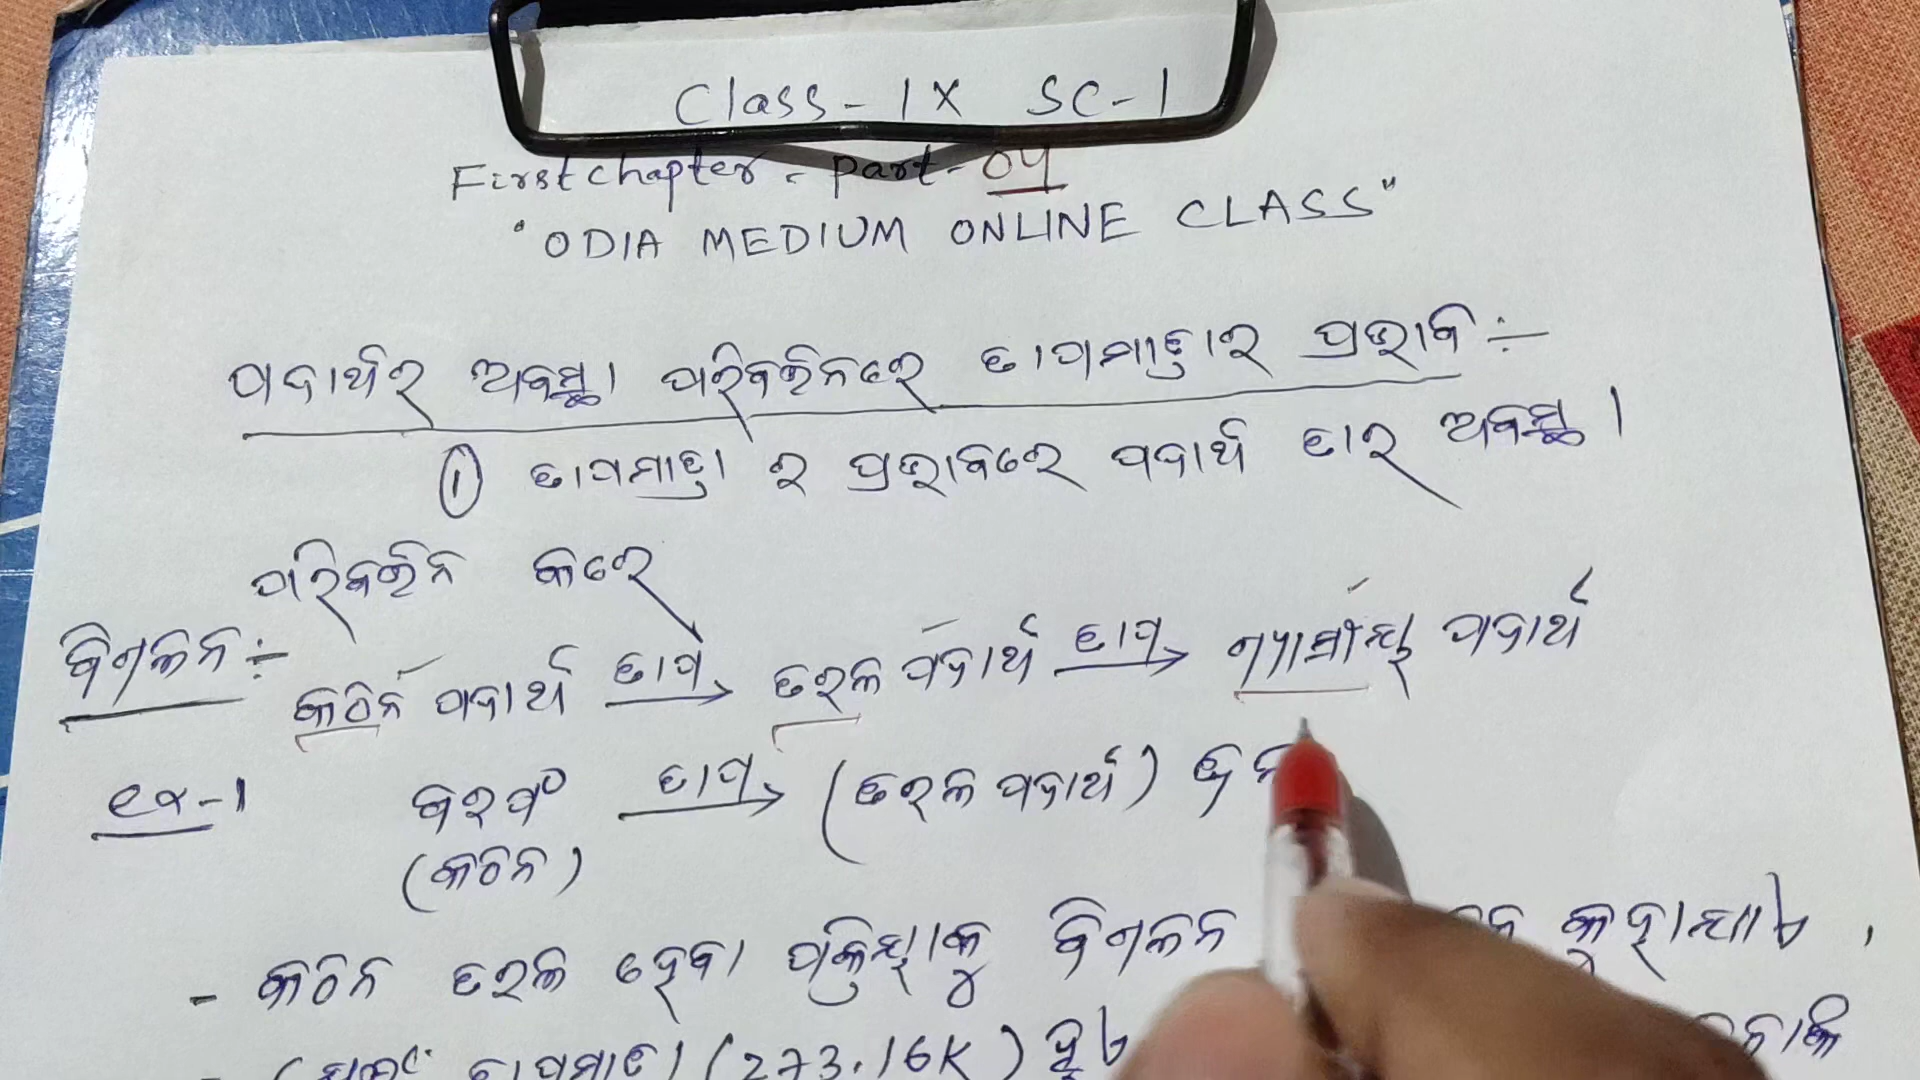 Class - IX SC-1
First chapter - part-04
"ODIA MEDIUM ONLINE CLASS"
ପଦାର୍ଥର ଅବସ୍ଥା ପରିବର୍ତ୍ତନରେ ତାପମାତ୍ରାର ପ୍ରଭାବ :-
① ତାପମାତ୍ରା ର ପ୍ରଭାବରେ ପଦାର୍ଥ ତାର ଅବସ୍ଥା
ପରିବର୍ତ୍ତନ କରେ
ବିଗଳନ :-
କଠିନ ପଦାର୍ଥ ତାପ→ ତରଳ ପଦାର୍ଥ ତାପ→ ଗ୍ୟାସୀୟ ପଦାର୍ଥ
ବରଫ ତାପ→ (ତରଳ ପଦାର୍ଥ)
(କଠିନ)
- କଠିନ ତରଳ ହେବା ପ୍ରକ୍ରିୟାକୁ ବିଗଳନ କୁହାଯାଏ ,
ତାପମାତ୍ରା (273.16K) ହୁଏ